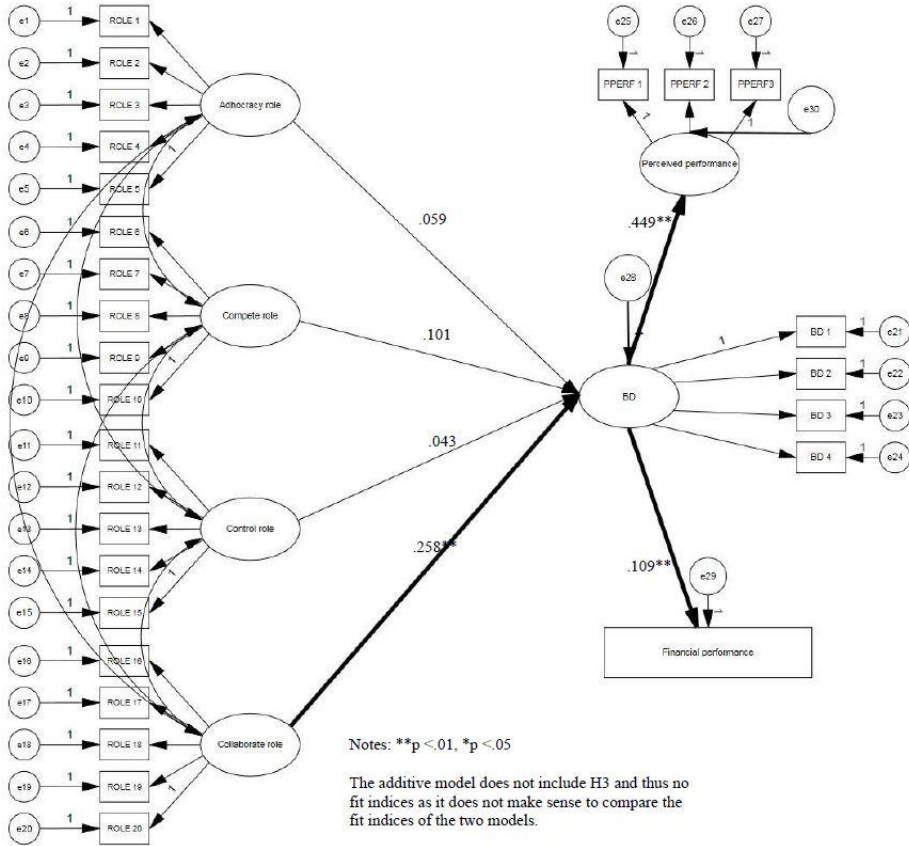 e1 1 ROLE 1
e2 1 ROLE 2
e3 1 ROLE 3
e4 1 ROLE 4
e5 1 ROLE 5
e6 1 ROLE 6
e7 1 ROLE 7
e8 1 ROLE 8
e9 1 ROLE 9
e10 1 ROLE 10
e11 1 ROLE 11
e12 1 ROLE 12
e13 1 ROLE 13
e14 1 ROLE 14
e15 1 ROLE 15
e16 1 ROLE 16
e17 1 ROLE 17
e18 1 ROLE 18
e19 1 ROLE 19
e20 1 ROLE 20
Adhocracy role
1
Compete role
1
Control role
1
Collaborate role
1
.059
.101
.043
.258**
e25 e26 e27
1 1 1
PPERF 1 PPERF 2 PPERF3
e30
1 1
Perceived performance
.449**
e28
1
BD
1
BD 1 1 e21
BD 2 1 e22
BD 3 1 e23
BD 4 1 e24
.109**
e29
1
Financial performance
Notes: **p <.01, *p <.05
The additive model does not include H3 and thus no
fit indices as it does not make sense to compare the
fit indices of the two models.